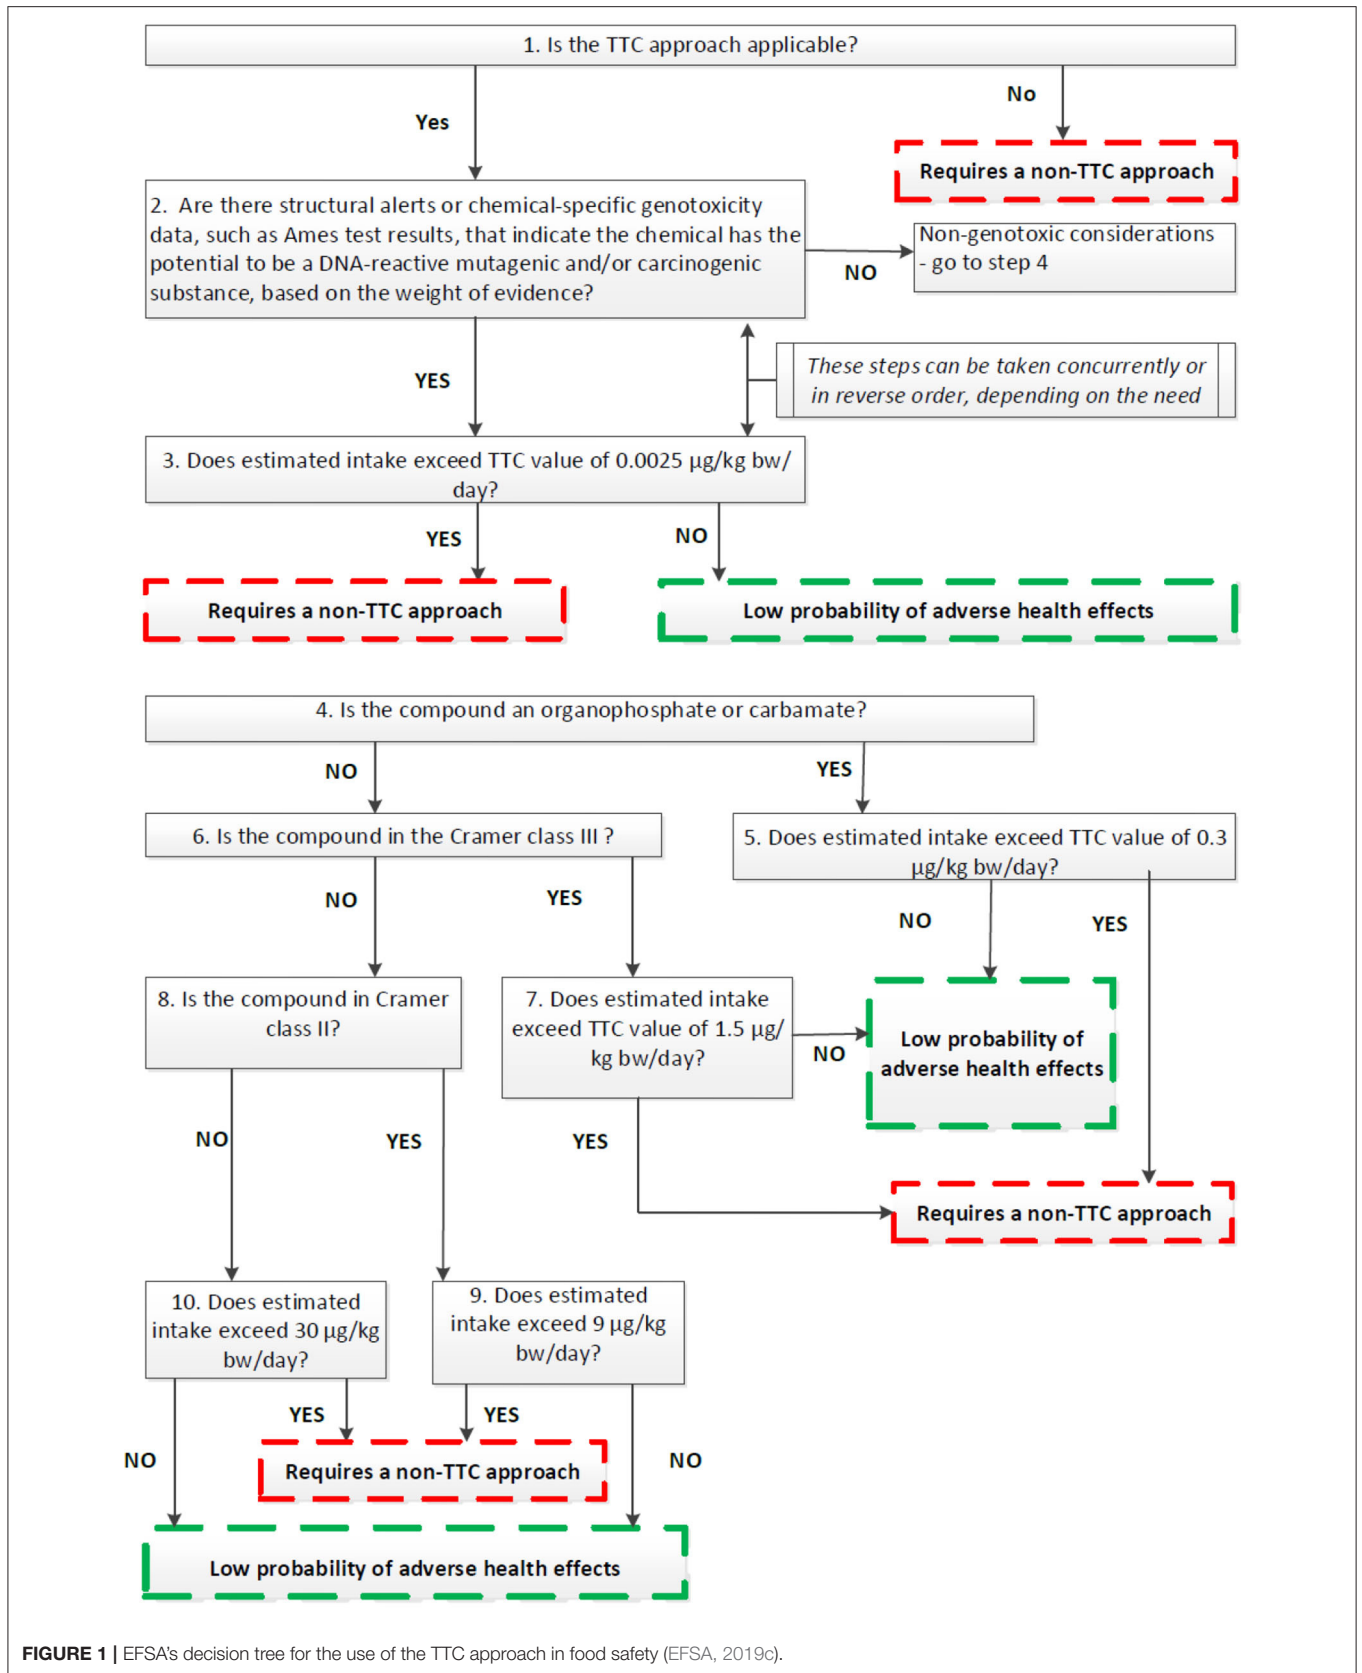 1. Is the TTC approach applicable?
Yes
No
Requires a non-TTC approach
2. Are there structural alerts or chemical-specific genotoxicity
data, such as Ames test results, that indicate the chemical has the
potential to be a DNA-reactive mutagenic and/or carcinogenic
substance, based on the weight of evidence?
NO
Non-genotoxic considerations
- go to step 4
YES
These steps can be taken concurrently or
in reverse order, depending on the need
3. Does estimated intake exceed TTC value of 0.0025 µg/kg bw/
day?
YES
NO
Requires a non-TTC approach
Low probability of adverse health effects
4. Is the compound an organophosphate or carbamate?
NO
YES
6. Is the compound in the Cramer class III ?
5. Does estimated intake exceed TTC value of 0.3
µg/kg bw/day?
NO
YES
NO
YES
8. Is the compound in Cramer
class II?
7. Does estimated intake
exceed TTC value of 1.5 µg/
kg bw/day?
NO
Low probability of
adverse health effects
NO
YES
YES
Requires a non-TTC approach
10. Does estimated
intake exceed 30 µg/kg
bw/day?
9. Does estimated
intake exceed 9 µg/kg
bw/day?
YES
YES
NO
NO
Requires a non-TTC approach
Low probability of adverse health effects
FIGURE 1 | EFSA's decision tree for the use of the TTC approach in food safety (EFSA, 2019c).